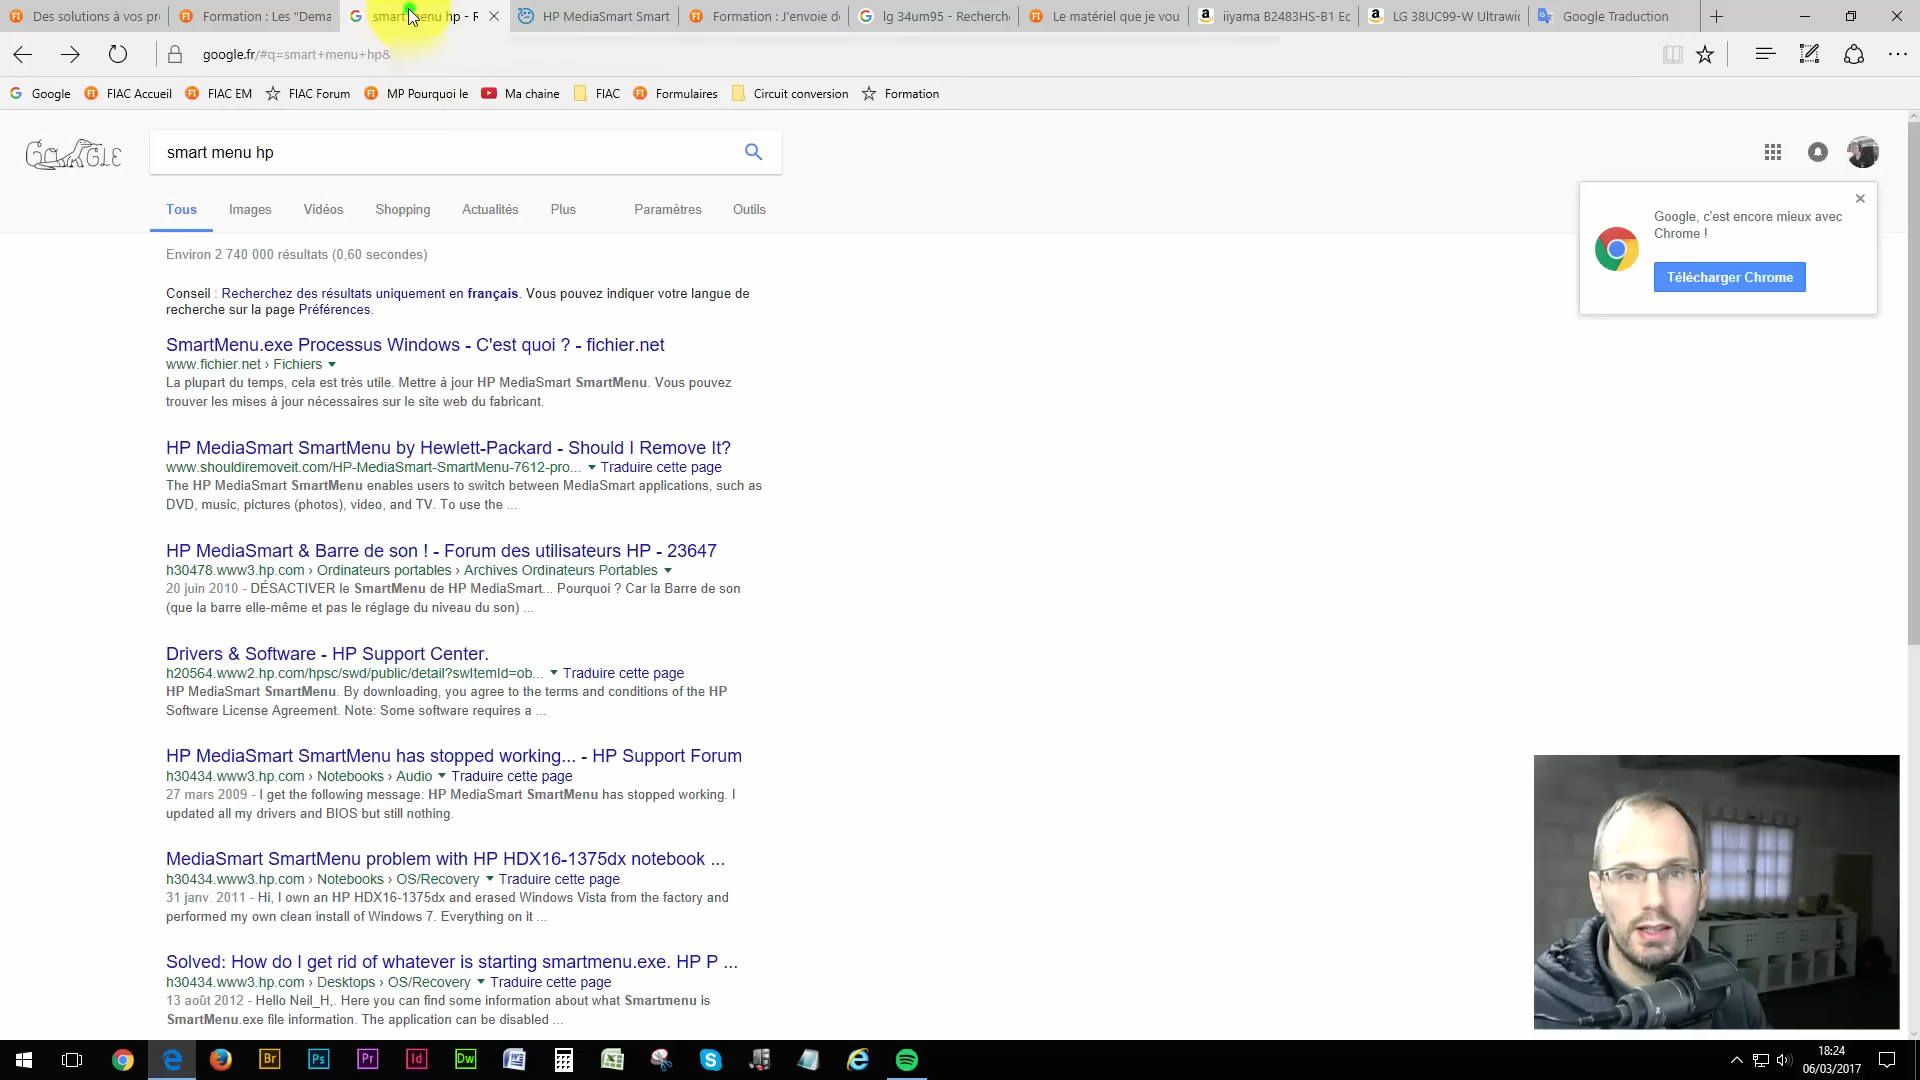 Des solutions à vos pr
Formation : Les "Dema
smart menu hp - R
HP MediaSmart Smart
Formation : J'envoie d
lg 34um95 - Recherch
Le matériel que je vou
iiyama B2483HS-B1 Ec
LG 38UC99-W Ultrawid
Google Traduction
google.fr/#q=smart+menu+hp&
Google
FIAC Accueil
FIAC EM
FIAC Forum
MP Pourquoi le
Ma chaine
FIAC
Formulaires
Circuit conversion
Formation
smart menu hp
Tous
Images
Vidéos
Shopping
Actualités
Plus
Paramètres
Outils
Environ 2 740 000 résultats (0,60 secondes)
Google, c'est encore mieux avec
Chrome !
Télécharger Chrome
Conseil : Recherchez des résultats uniquement en français. Vous pouvez indiquer votre langue de
recherche sur la page Préférences.
SmartMenu.exe Processus Windows - C'est quoi ? - fichier.net
www.fichier.net › Fichiers
La plupart du temps, cela est très utile. Mettre à jour HP MediaSmart SmartMenu. Vous pouvez
trouver les mises à jour nécessaires sur le site web du fabricant.
HP MediaSmart SmartMenu by Hewlett-Packard - Should I Remove It?
www.shouldiremoveit.com/HP-MediaSmart-SmartMenu-7612-pro... Traduire cette page
The HP MediaSmart SmartMenu enables users to switch between MediaSmart applications, such as
DVD, music, pictures (photos), video, and TV. To use the ...
HP MediaSmart & Barre de son ! - Forum des utilisateurs HP - 23647
h30478.www3.hp.com › Ordinateurs portables › Archives Ordinateurs Portables
20 juin 2010 - DÉSACTIVER le SmartMenu de HP MediaSmart... Pourquoi ? Car la Barre de son
(que la barre elle-même et pas le réglage du niveau du son) ...
Drivers & Software - HP Support Center.
h20564.www2.hp.com/hpsc/swd/public/detail?swItemId=ob... Traduire cette page
HP MediaSmart SmartMenu. By downloading, you agree to the terms and conditions of the HP
Software License Agreement. Note: Some software requires a ...
HP MediaSmart SmartMenu has stopped working... - HP Support Forum
h30434.www3.hp.com › Notebooks › Audio Traduire cette page
27 mars 2009 - I get the following message: HP MediaSmart SmartMenu has stopped working. I
updated all my drivers and BIOS but still nothing.
MediaSmart SmartMenu problem with HP HDX16-1375dx notebook ...
h30434.www3.hp.com › Notebooks › OS/Recovery Traduire cette page
31 janv. 2011 - Hi, I own an HP HDX16-1375dx and erased Windows Vista from the factory and
performed my own clean install of Windows 7. Everything on it ...
Solved: How do I get rid of whatever is starting smartmenu.exe. HP P ...
h30434.www3.hp.com › Desktops › OS/Recovery Traduire cette page
13 août 2012 - Hello Neil_H,. Here you can find some information about what Smartmenu is
SmartMenu.exe file information. The application can be disabled ...
Br
Ps
Pr
Id
Dw
18:24
06/03/2017